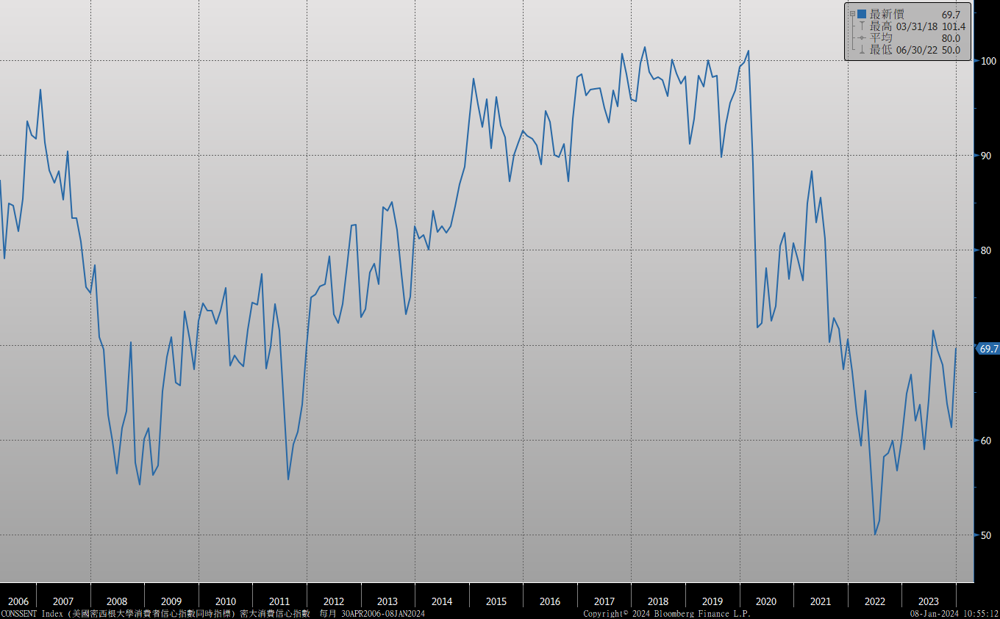 最新價 69.7
最高 03/31/18 101.4
平均 80.0
最低 06/30/22 50.0
100
90
80
69.7
60
50
2006 2007 2008 2009 2010 2011 2012 2013 2014 2015 2016 2017 2018 2019 2020 2021 2022 2023
CONSSENT Index (美國密西根大學消費者信心指數同時指標) 密大消費信心指數 每月 30APR2006-08JAN2024 Copyright© 2024 Bloomberg Finance L.P. 08-Jan-2024 10:55:12